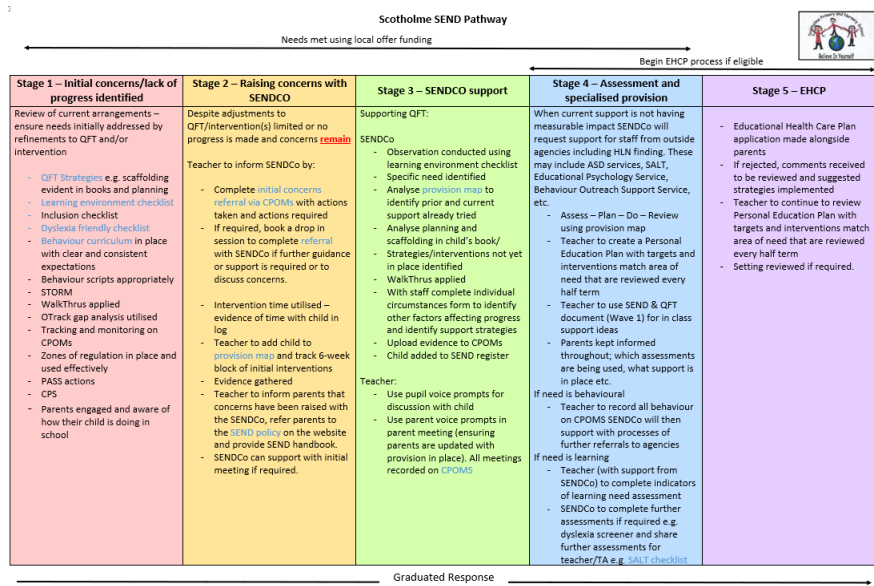 Scotholme SEND Pathway
Needs met using local offer funding
Believe In Yourself
Begin EHCP process if eligible
Stage 1 – Initial concerns/lack of
progress identified
Review of current arrangements –
ensure needs initially addressed by
refinements to QFT and/or
intervention
- QFT Strategies e.g. scaffolding
evident in books and planning
- Learning environment checklist
- Inclusion checklist
- Dyslexia friendly checklist
- Behaviour curriculum in place
with clear and consistent
expectations
- Behaviour scripts appropriately
- STORM
- WalkThrus applied
- OTrack gap analysis utilised
- Tracking and monitoring on
CPOMs
- Zones of regulation in place and
used effectively
- PASS actions
- CPS
- Parents engaged and aware of
how their child is doing in
school
Stage 2 – Raising concerns with
SENDCO
Despite adjustments to
QFT/intervention(s) limited or no
progress is made and concerns remain
Teacher to inform SENDCo by:
- Complete initial concerns
referral via CPOMs with actions
taken and actions required
- If required, book a drop in
session to complete referral
with SENDCo if further guidance
or support is required or to
discuss concerns.
- Intervention time utilised –
evidence of time with child in
log
- Teacher to add child to
provision map and track 6-week
block of initial interventions
- Evidence gathered
- Teacher to inform parents that
concerns have been raised with
the SENDCo, refer parents to
the SEND policy on the website
and provide SEND handbook.
- SENDCo can support with initial
meeting if required.
Stage 3 – SENDCO support
Supporting QFT:
SENDCo
- Observation conducted using
learning environment checklist
- Specific need identified
- Analyse provision map to
identify prior and current
support already tried
- Analyse planning and
scaffolding in child's book/
- Strategies/interventions not yet
in place identified
- WalkThrus applied
- With staff complete individual
circumstances form to identify
other factors affecting progress
and identify support strategies
- Upload evidence to CPOMs
- Child added to SEND register
Teacher:
- Use pupil voice prompts for
discussion with child
- Use parent voice prompts in
parent meeting (ensuring
parents are updated with
provision in place). All meetings
recorded on CPOMS
Stage 4 – Assessment and
specialised provision
When current support is not having
measurable impact SENDCo will
request support for staff from outside
agencies including HLN finding. These
may include ASD services, SALT,
Educational Psychology Service,
Behaviour Outreach Support Service,
etc.
- Assess – Plan – Do – Review
using provision map
- Teacher to create a Personal
Education Plan with targets and
interventions match area of
need that are reviewed every
half term
- Teacher to use SEND & QFT
document (Wave 1) for in class
support ideas
- Parents kept informed
throughout; which assessments
are being used, what support is
in place etc.
If need is behavioural
- Teacher to record all behaviour
on CPOMS SENDCo will then
support with processes of
further referrals to agencies
If need is learning
- Teacher (with support from
SENDCo) to complete indicators
of learning need assessment
- SENDCo to complete further
assessments if required e.g.
dyslexia screener and share
further assessments for
teacher/TA e.g. SALT checklist
Stage 5 – EHCP
- Educational Health Care Plan
application made alongside
parents
- If rejected, comments received
to be reviewed and suggested
strategies implemented
- Teacher to continue to review
Personal Education Plan with
targets and interventions match
area of need that are reviewed
every half term
- Setting reviewed if required.
Graduated Response